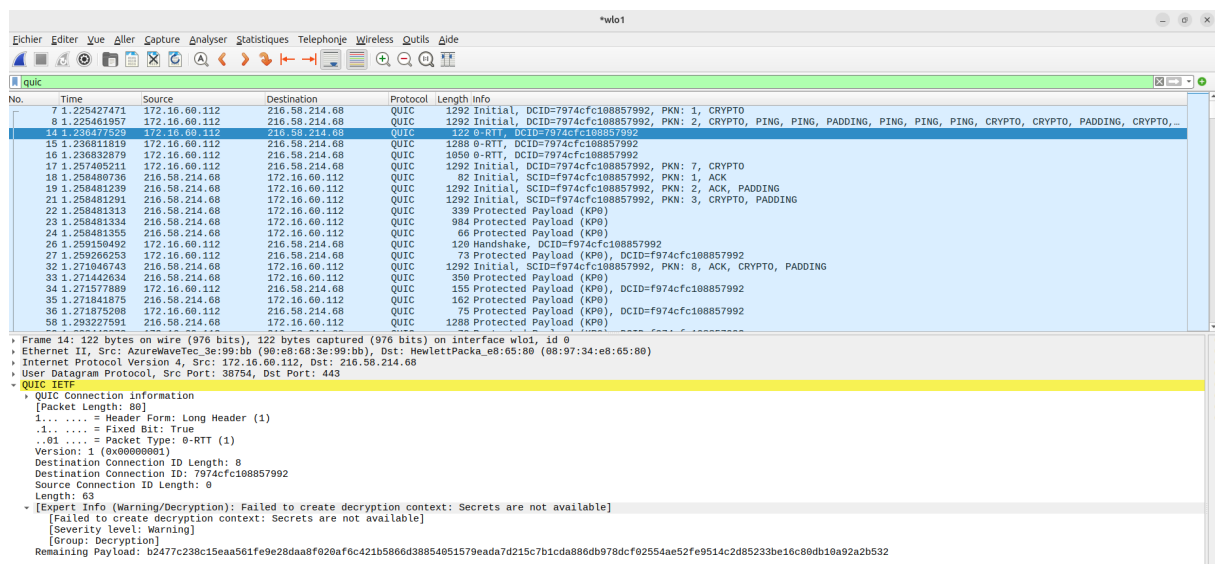 *wlo1
Fichier Editer Vue Aller Capture Analyser Statistiques Telephonie Wireless Outils Aide
quic
No. Time Source Destination Protocol Length Info
7 1.225427471 172.16.60.112 216.58.214.68 QUIC 1292 Initial, DCID=7974cfc108857992, PKN: 1, CRYPTO
8 1.225461957 172.16.60.112 216.58.214.68 QUIC 1292 Initial, DCID=7974cfc108857992, PKN: 2, CRYPTO, PING, PING, PADDING, PING, PING, PING, CRYPTO, CRYPTO, PADDING, CRYPTO,…
14 1.236477529 172.16.60.112 216.58.214.68 QUIC 122 0-RTT, DCID=7974cfc108857992
15 1.236811819 172.16.60.112 216.58.214.68 QUIC 1288 0-RTT, DCID=7974cfc108857992
16 1.236832879 172.16.60.112 216.58.214.68 QUIC 1050 0-RTT, DCID=7974cfc108857992
17 1.257405211 172.16.60.112 216.58.214.68 QUIC 1292 Initial, DCID=7974cfc108857992, PKN: 7, CRYPTO
18 1.258480736 216.58.214.68 172.16.60.112 QUIC 82 Initial, SCID=f974cfc108857992, PKN: 1, ACK
19 1.258481239 216.58.214.68 172.16.60.112 QUIC 1292 Initial, SCID=f974cfc108857992, PKN: 2, ACK, PADDING
21 1.258481291 216.58.214.68 172.16.60.112 QUIC 1292 Initial, SCID=f974cfc108857992, PKN: 3, CRYPTO, PADDING
22 1.258481313 216.58.214.68 172.16.60.112 QUIC 339 Protected Payload (KP0)
23 1.258481334 216.58.214.68 172.16.60.112 QUIC 984 Protected Payload (KP0)
24 1.258481355 216.58.214.68 172.16.60.112 QUIC 66 Protected Payload (KP0)
26 1.259150492 172.16.60.112 216.58.214.68 QUIC 120 Handshake, DCID=f974cfc108857992
27 1.259266253 172.16.60.112 216.58.214.68 QUIC 73 Protected Payload (KP0), DCID=f974cfc108857992
32 1.271046743 216.58.214.68 172.16.60.112 QUIC 1292 Initial, SCID=f974cfc108857992, PKN: 8, ACK, CRYPTO, PADDING
33 1.271442634 216.58.214.68 172.16.60.112 QUIC 350 Protected Payload (KP0)
34 1.271577889 172.16.60.112 216.58.214.68 QUIC 155 Protected Payload (KP0), DCID=f974cfc108857992
35 1.271841875 216.58.214.68 172.16.60.112 QUIC 162 Protected Payload (KP0)
36 1.271875208 172.16.60.112 216.58.214.68 QUIC 75 Protected Payload (KP0), DCID=f974cfc108857992
58 1.293227591 216.58.214.68 172.16.60.112 QUIC 1288 Protected Payload (KP0)
Frame 14: 122 bytes on wire (976 bits), 122 bytes captured (976 bits) on interface wlo1, id 0
Ethernet II, Src: AzureWaveTec_3e:99:bb (90:e8:68:3e:99:bb), Dst: HewlettPacka_e8:65:80 (08:97:34:e8:65:80)
Internet Protocol Version 4, Src: 172.16.60.112, Dst: 216.58.214.68
User Datagram Protocol, Src Port: 38754, Dst Port: 443
QUIC IETF
QUIC Connection information
[Packet Length: 80]
1... .... = Header Form: Long Header (1)
.1.. .... = Fixed Bit: True
..01 .... = Packet Type: 0-RTT (1)
Version: 1 (0x00000001)
Destination Connection ID Length: 8
Destination Connection ID: 7974cfc108857992
Source Connection ID Length: 0
Length: 63
[Expert Info (Warning/Decryption): Failed to create decryption context: Secrets are not available]
[Failed to create decryption context: Secrets are not available]
[Severity level: Warning]
[Group: Decryption]
Remaining Payload: b2477c238c15eaa561fe9e28daa8f020af6c421b5866d38854051579eada7d215c7b1cda886db978dcf02554ae52fe9514c2d85233be16c80db10a92a2b532